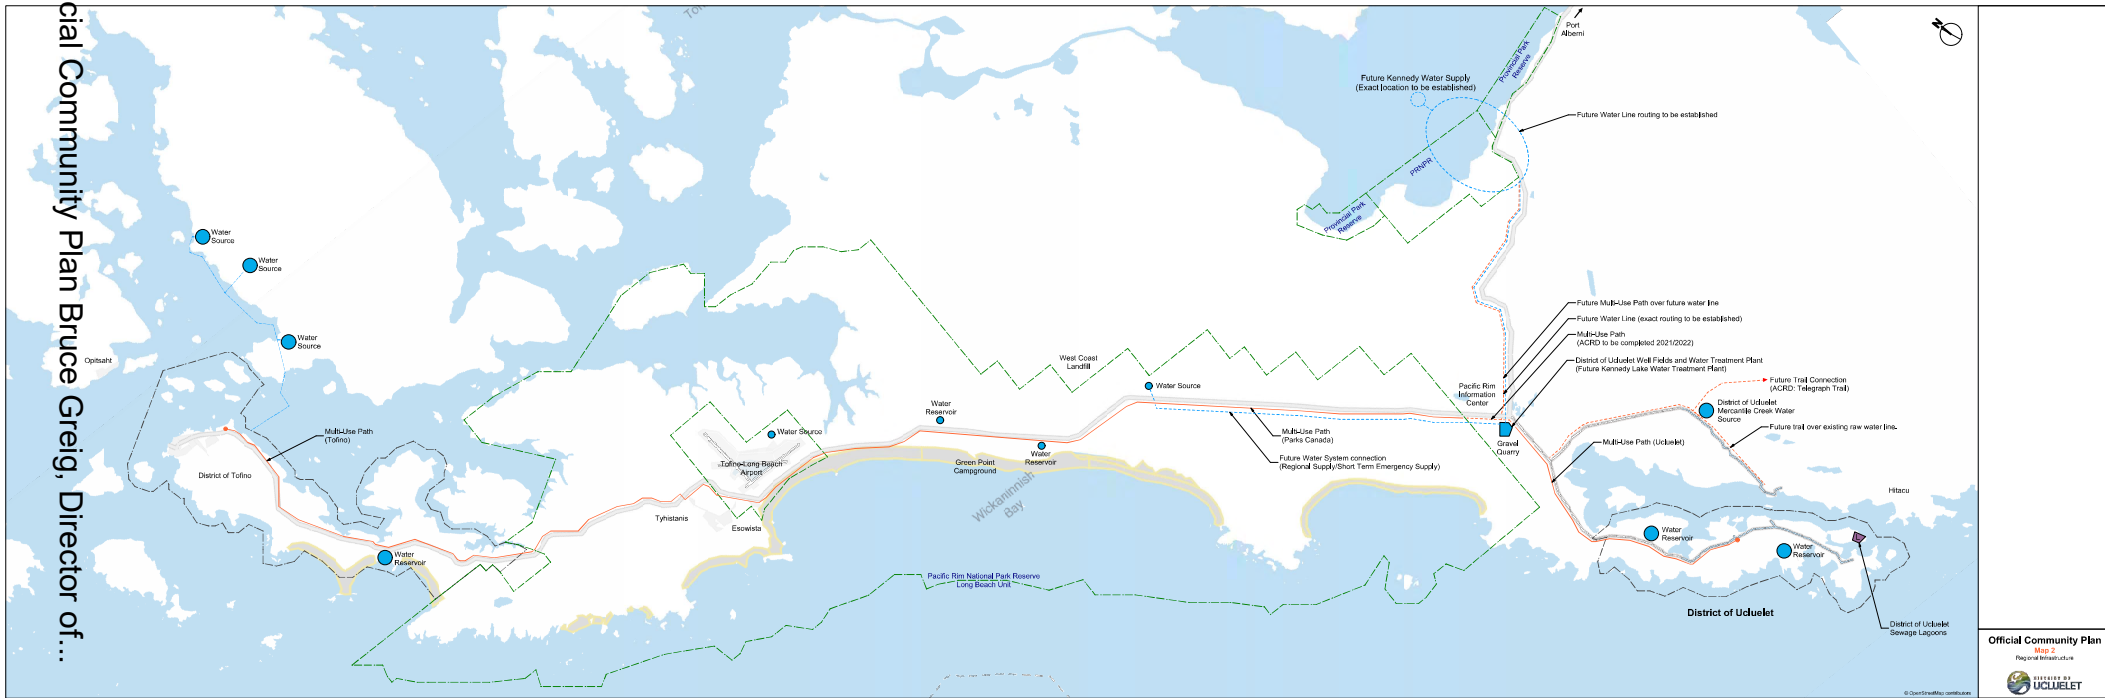 cial Community Plan Bruce Greig, Director of...
N
Port
Alberni
Provincial Park
Reserve
Future Kennedy Water Supply
(Exact location to be established)
Future Water Line routing to be established
PRNPR
Provincial Park
Reserve
Water
Source
Water
Source
Water
Source
Opitsaht
Future Multi-Use Path over future water line
Future Water Line (exact routing to be established)
Multi-Use Path
(ACRD to be completed 2021/2022)
District of Ucluelet Well Fields and Water Treatment Plant
(Future Kennedy Lake Water Treatment Plant)
West Coast
Landfill
Water Source
Pacific Rim
Information
Center
Future Trail Connection
(ACRD: Telegraph Trail)
District of Ucluelet
Mercantile Creek Water
Source
Future trail over existing raw water line
Water
Reservoir
Water Source
Multi-Use Path
(Tofino)
Multi-Use Path
(Parks Canada)
Gravel
Quarry
Multi-Use Path (Ucluelet)
Future Water System connection
(Regional Supply/Short Term Emergency Supply)
Water
Reservoir
Green Point
Campground
Tofino-Long Beach
Airport
District of Tofino
Wickaninnish
Bay
Hitacu
Tyhistanis
Esowista
Water
Reservoir
Water
Reservoir
Water
Reservoir
Pacific Rim National Park Reserve
Long Beach Unit
District of Ucluelet
District of Ucluelet
Sewage Lagoons
Official Community Plan
Map 2
Regional Infrastructure
DISTRICT OF
UCLUELET
© OpenStreetMap contributors